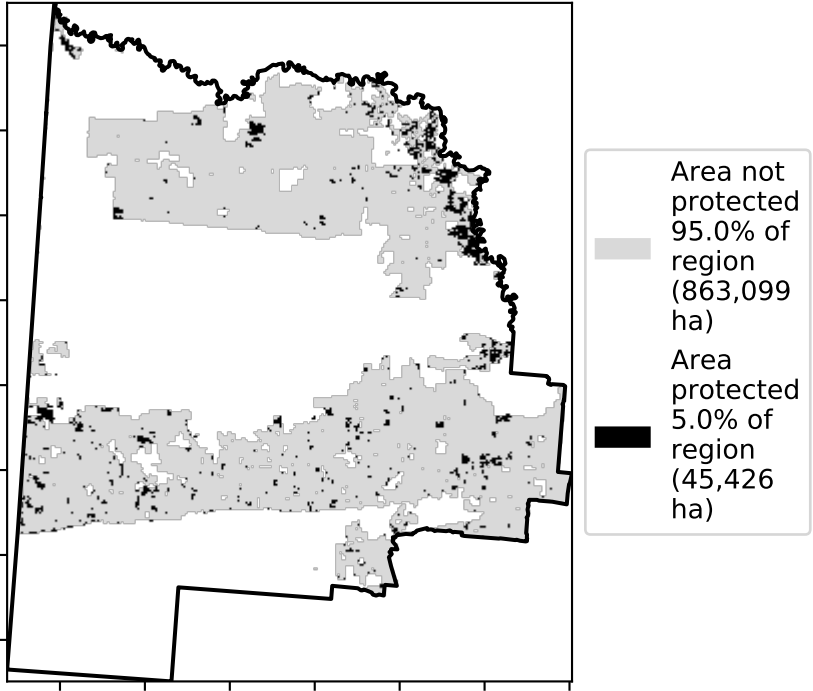 Area not
protected
95.0% of
region
(863,099
ha)
Area
protected
5.0% of
region
(45,426
ha)